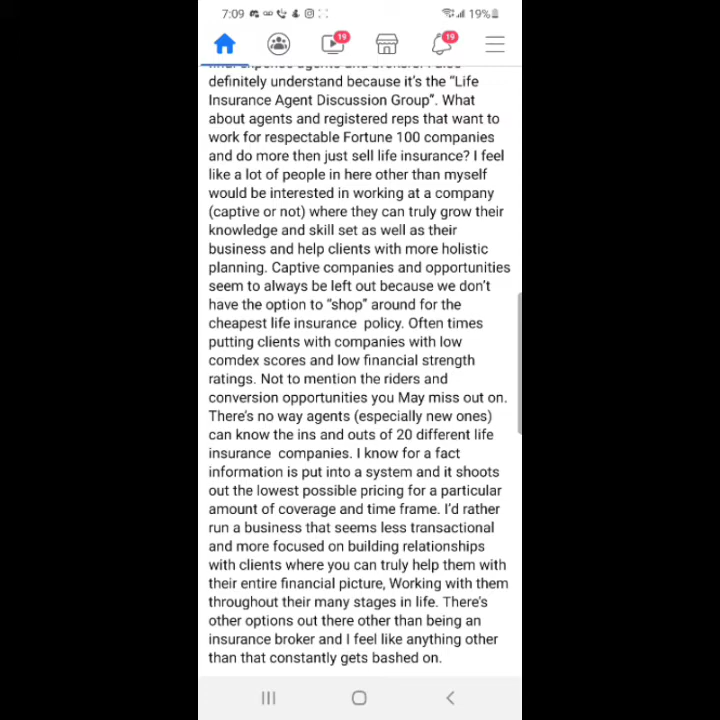 7:09
19%
19
19
definitely understand because it's the “Life
Insurance Agent Discussion Group”. What
about agents and registered reps that want to
work for respectable Fortune 100 companies
and do more then just sell life insurance? I feel
like a lot of people in here other than myself
would be interested in working at a company
(captive or not) where they can truly grow their
knowledge and skill set as well as their
business and help clients with more holistic
planning. Captive companies and opportunities
seem to always be left out because we don't
have the option to “shop” around for the
cheapest life insurance  policy. Often times
putting clients with companies with low
comdex scores and low financial strength
ratings. Not to mention the riders and
conversion opportunities you May miss out on.
There's no way agents (especially new ones)
can know the ins and outs of 20 different life
insurance  companies. I know for a fact
information is put into a system and it shoots
out the lowest possible pricing for a particular
amount of coverage and time frame. I'd rather
run a business that seems less transactional
and more focused on building relationships
with clients where you can truly help them with
their entire financial picture, Working with them
throughout their many stages in life. There's
other options out there other than being an
insurance broker and I feel like anything other
than that constantly gets bashed on.